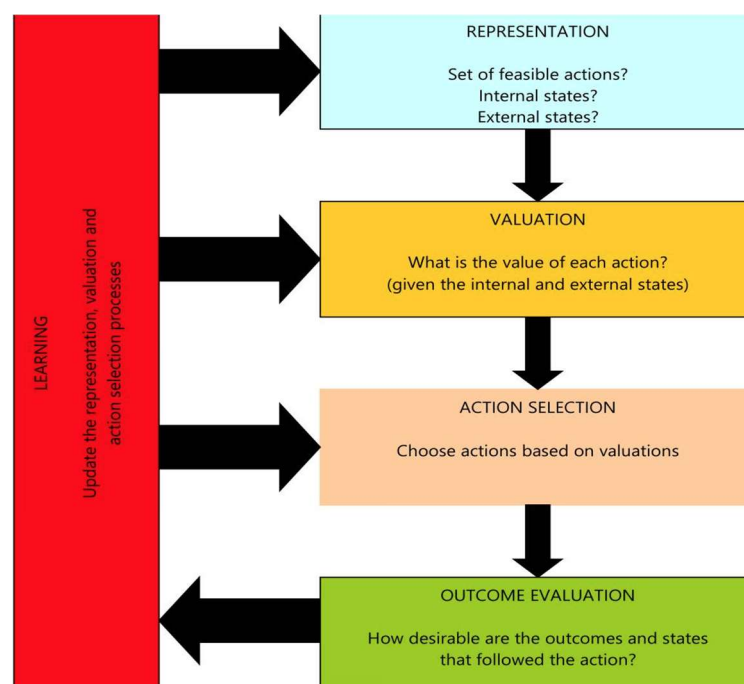 REPRESENTATION
Set of feasible actions?
Internal states?
External states?
VALUATION
What is the value of each action?
(given the internal and external states)
ACTION SELECTION
Choose actions based on valuations
OUTCOME EVALUATION
How desirable are the outcomes and states
that followed the action?
LEARNING
Update the representation, valuation and
action selection processes